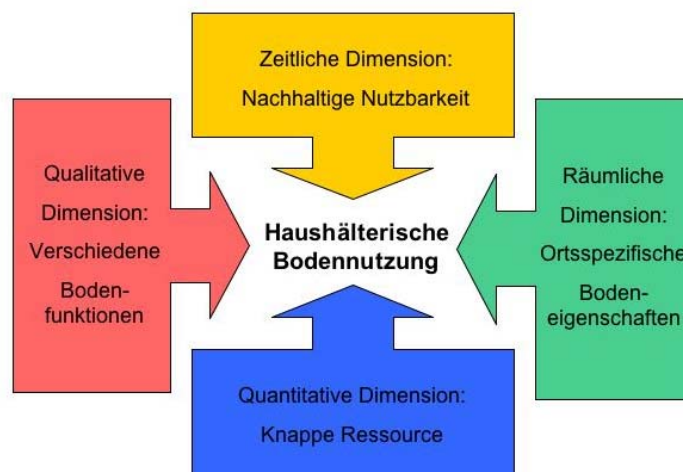 Zeitliche Dimension:
Nachhaltige Nutzbarkeit
Qualitative
Dimension:
Verschiedene
Boden-
funktionen
Haushälterische
Bodennutzung
Räumliche
Dimension:
Ortsspezifische
Boden-
eigenschaften
Quantitative Dimension:
Knappe Ressource